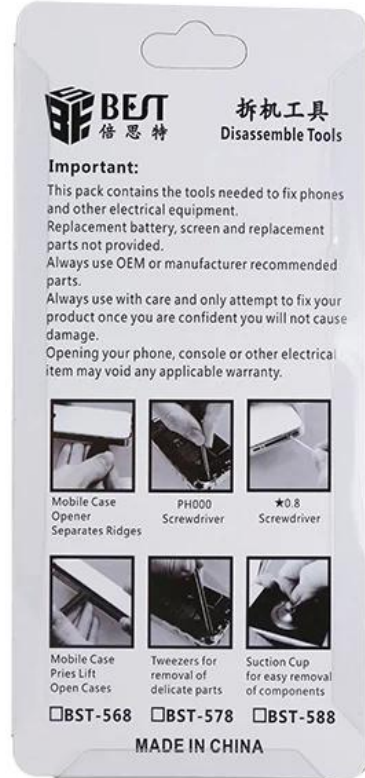 BEST
倍思特
拆机工具
Disassemble Tools
Important:
This pack contains the tools needed to fix phones
and other electrical equipment.
Replacement battery, screen and replacement
parts not provided.
Always use OEM or manufacturer recommended
parts.
Always use with care and only attempt to fix your
product once you are confident you will not cause
damage.
Opening your phone, console or other electrical
item may void any applicable warranty.
Mobile Case
Opener
Separates Ridges
PH000
Screwdriver
★0.8
Screwdriver
Mobile Case
Pries Lift
Open Cases
Tweezers for
removal of
delicate parts
Suction Cup
for easy removal
of components
☐BST-568 ☐BST-578 ☐BST-588
MADE IN CHINA